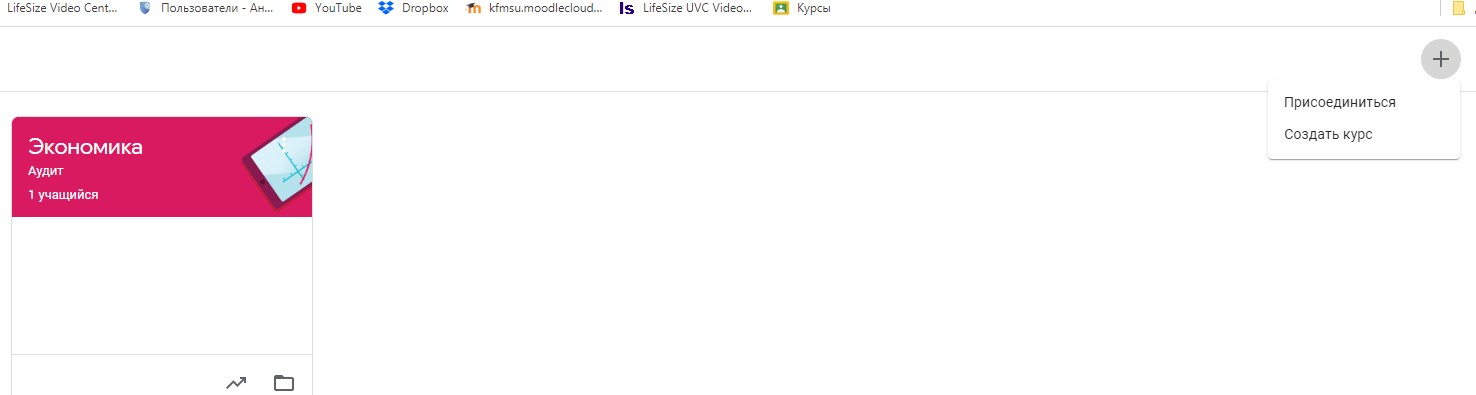 LifeSize Video Cent... Пользователи - Ан... YouTube Dropbox kfmsu.moodlecloud... ls LifeSize UVC Video... Курсы
Присоединиться
Создать курс
Экономика
Аудит
1 учащийся